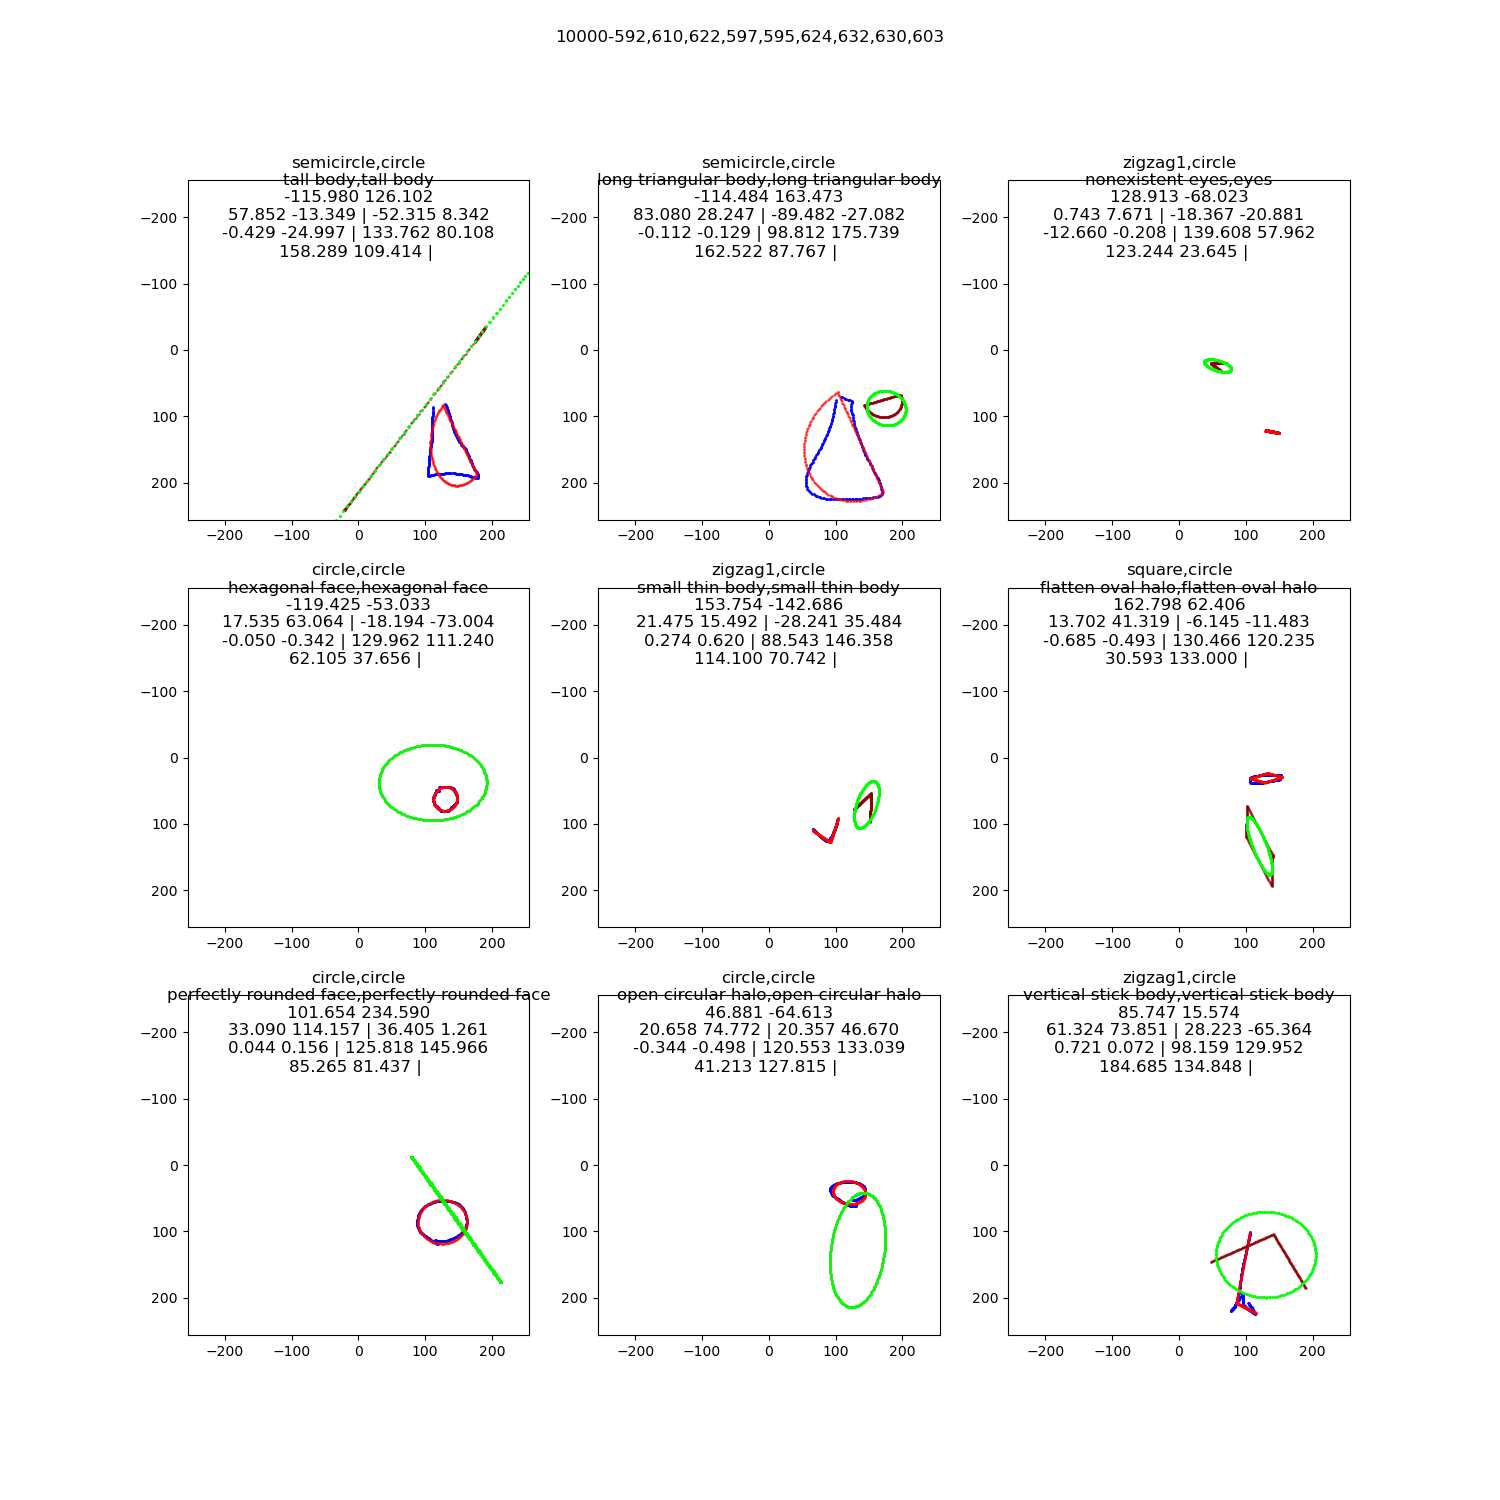 10000-592,610,622,597,595,624,632,630,603
semicircle,circle
tall body,tall body
-115.980 126.102
57.852 -13.349 | -52.315 8.342
-0.429 -24.997 | 133.762 80.108
158.289 109.414 |
−200
−100
0
100
200
−200 −100 0 100 200
semicircle,circle
long triangular body,long triangular body
-114.484 163.473
83.080 28.247 | -89.482 -27.082
-0.112 -0.129 | 98.812 175.739
162.522 87.767 |
−200
−100
0
100
200
−200 −100 0 100 200
zigzag1,circle
nonexistent eyes,eyes
128.913 -68.023
0.743 7.671 | -18.367 -20.881
-12.660 -0.208 | 139.608 57.962
123.244 23.645 |
−200
−100
0
100
200
−200 −100 0 100 200
circle,circle
hexagonal face,hexagonal face
-119.425 -53.033
17.535 63.064 | -18.194 -73.004
-0.050 -0.342 | 129.962 111.240
62.105 37.656 |
−200
−100
0
100
200
−200 −100 0 100 200
zigzag1,circle
small thin body,small thin body
153.754 -142.686
21.475 15.492 | -28.241 35.484
0.274 0.620 | 88.543 146.358
114.100 70.742 |
−200
−100
0
100
200
−200 −100 0 100 200
square,circle
flatten oval halo,flatten oval halo
162.798 62.406
13.702 41.319 | -6.145 -11.483
-0.685 -0.493 | 130.466 120.235
30.593 133.000 |
−200
−100
0
100
200
−200 −100 0 100 200
circle,circle
perfectly rounded face,perfectly rounded face
101.654 234.590
33.090 114.157 | 36.405 1.261
0.044 0.156 | 125.818 145.966
85.265 81.437 |
−200
−100
0
100
200
−200 −100 0 100 200
circle,circle
open circular halo,open circular halo
46.881 -64.613
20.658 74.772 | 20.357 46.670
-0.344 -0.498 | 120.553 133.039
41.213 127.815 |
−200
−100
0
100
200
−200 −100 0 100 200
zigzag1,circle
vertical stick body,vertical stick body
85.747 15.574
61.324 73.851 | 28.223 -65.364
0.721 0.072 | 98.159 129.952
184.685 134.848 |
−200
−100
0
100
200
−200 −100 0 100 200